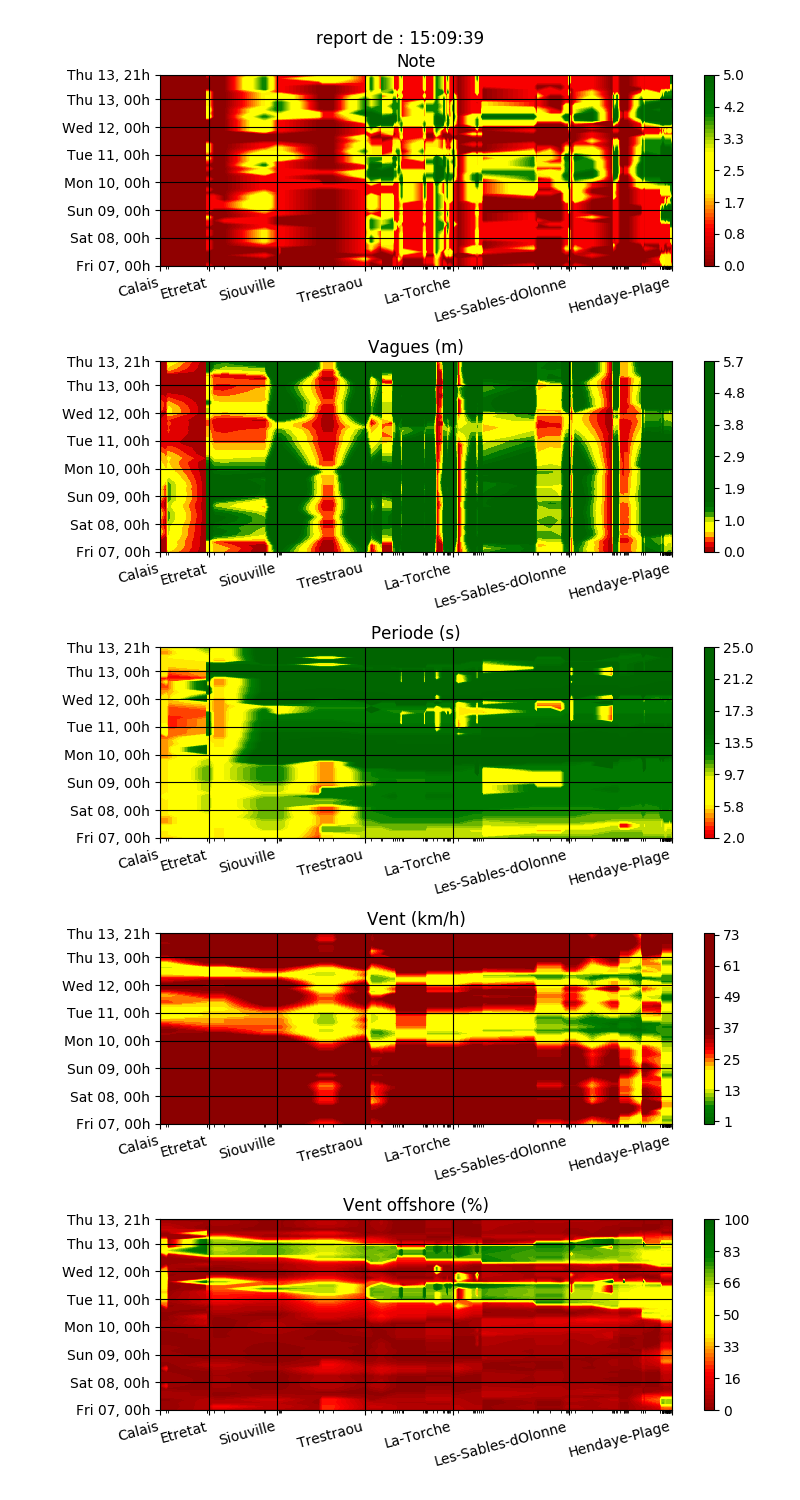 report de : 15:09:39
Note
Thu 13, 21h
Thu 13, 00h
Wed 12, 00h
Tue 11, 00h
Mon 10, 00h
Sun 09, 00h
Sat 08, 00h
Fri 07, 00h
5.0
4.2
3.3
2.5
1.7
0.8
0.0
Calais
Etretat
Siouville
Trestraou
La-Torche
Les-Sables-dOlonne
Hendaye-Plage
Vagues (m)
Thu 13, 21h
Thu 13, 00h
Wed 12, 00h
Tue 11, 00h
Mon 10, 00h
Sun 09, 00h
Sat 08, 00h
Fri 07, 00h
5.7
4.8
3.8
2.9
1.9
1.0
0.0
Calais
Etretat
Siouville
Trestraou
La-Torche
Les-Sables-dOlonne
Hendaye-Plage
Periode (s)
Thu 13, 21h
Thu 13, 00h
Wed 12, 00h
Tue 11, 00h
Mon 10, 00h
Sun 09, 00h
Sat 08, 00h
Fri 07, 00h
25.0
21.2
17.3
13.5
9.7
5.8
2.0
Calais
Etretat
Siouville
Trestraou
La-Torche
Les-Sables-dOlonne
Hendaye-Plage
Vent (km/h)
Thu 13, 21h
Thu 13, 00h
Wed 12, 00h
Tue 11, 00h
Mon 10, 00h
Sun 09, 00h
Sat 08, 00h
Fri 07, 00h
73
61
49
37
25
13
1
Calais
Etretat
Siouville
Trestraou
La-Torche
Les-Sables-dOlonne
Hendaye-Plage
Vent offshore (%)
Thu 13, 21h
Thu 13, 00h
Wed 12, 00h
Tue 11, 00h
Mon 10, 00h
Sun 09, 00h
Sat 08, 00h
Fri 07, 00h
100
83
66
50
33
16
0
Calais
Etretat
Siouville
Trestraou
La-Torche
Les-Sables-dOlonne
Hendaye-Plage